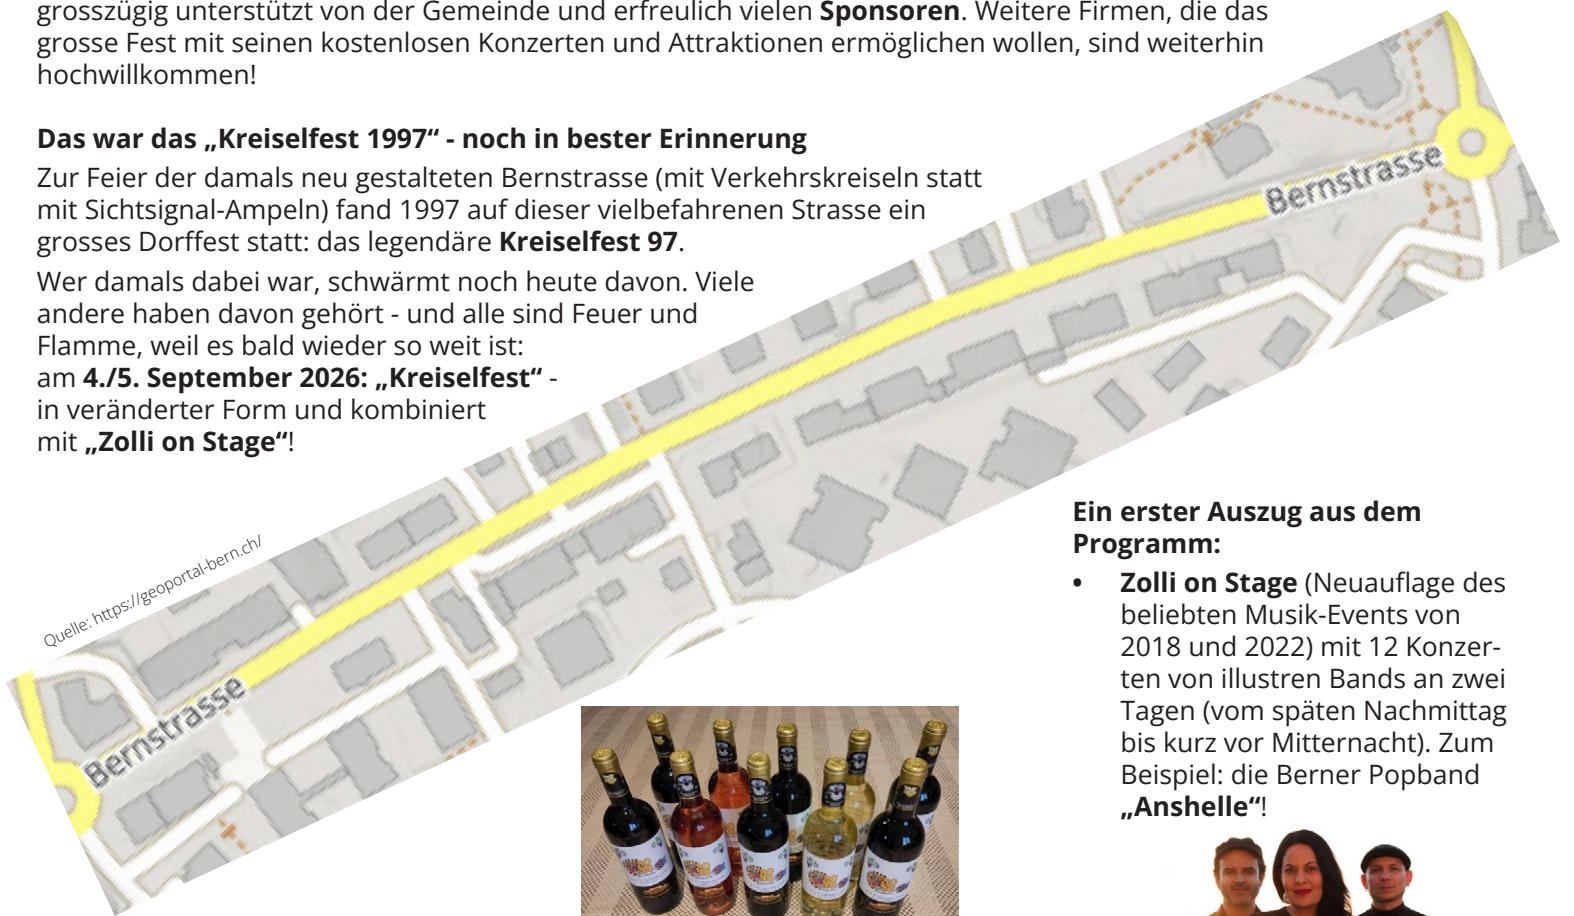 grosszügig unterstützt von der Gemeinde und erfreulich vielen Sponsoren. Weitere Firmen, die das
grosse Fest mit seinen kostenlosen Konzerten und Attraktionen ermöglichen wollen, sind weiterhin
hochwillkommen!
Das war das „Kreiselfest 1997“ - noch in bester Erinnerung
Zur Feier der damals neu gestalteten Bernstrasse (mit Verkehrskreiseln statt
mit Sichtsignal-Ampeln) fand 1997 auf dieser vielbefahrenen Strasse ein
grosses Dorffest statt: das legendäre Kreiselfest 97.
Wer damals dabei war, schwärmt noch heute davon. Viele
andere haben davon gehört - und alle sind Feuer und
Flamme, weil es bald wieder so weit ist:
am 4./5. September 2026: „Kreiselfest“ -
in veränderter Form und kombiniert
mit „Zolli on Stage“!
Bernstrasse
Quelle: https://geoportal-bern.ch/
Bernstrasse
Ein erster Auszug aus dem
Programm:
• Zolli on Stage (Neuauflage des
beliebten Musik-Events von
2018 und 2022) mit 12 Konzer-
ten von illustren Bands an zwei
Tagen (vom späten Nachmittag
bis kurz vor Mitternacht). Zum
Beispiel: die Berner Popband
„Anshelle“!